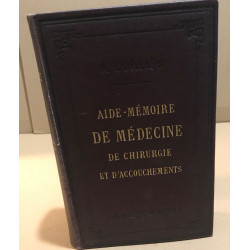 AIDE-MÉMOIRE
DE MÉDECINE
DE CHIRURGIE
ET D'ACCOUCHEMENTS